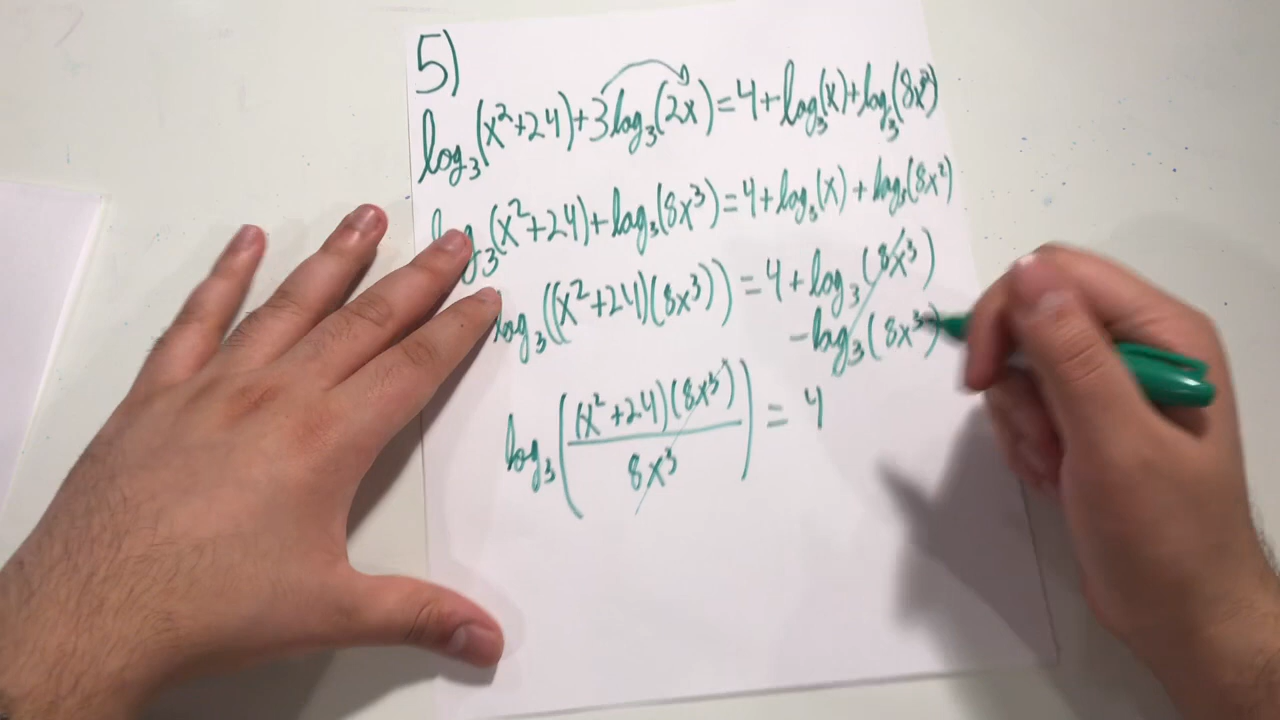 5)
log₃(x²+24)+3log₃(2x)=4+log₃(x)+log₃(8x²)
log₃(x²+24)+log₃(8x³)=4+log₃(x)+log₃(8x²)
log₃((x²+24)(8x³))=4+log₃(8x³)
-log₃(8x³)
log₃((x²+24)(8x³)/8x³)=4